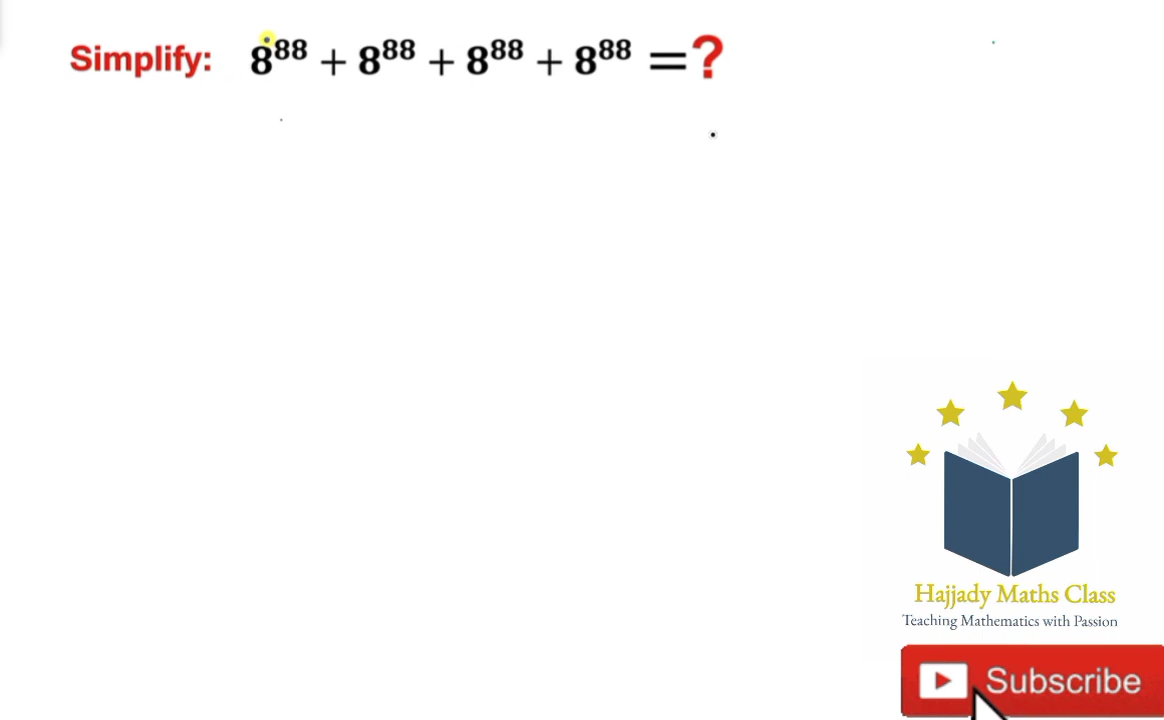 Simplify: 8⁸⁸ + 8⁸⁸ + 8⁸⁸ + 8⁸⁸ =?
Hajjady Maths Class
Teaching Mathematics with Passion
Subscribe